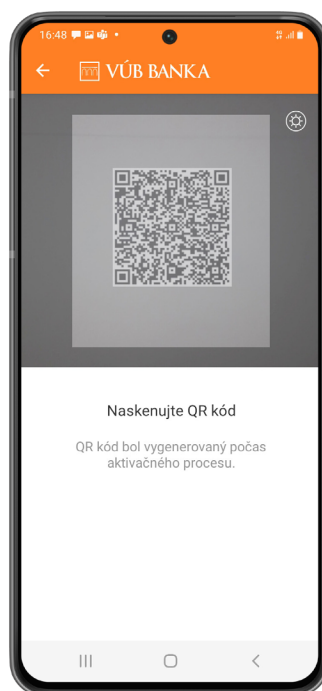 16:48
VÚB BANKA
Naskenujte QR kód
QR kód bol vygenerovaný počas
aktivačného procesu.